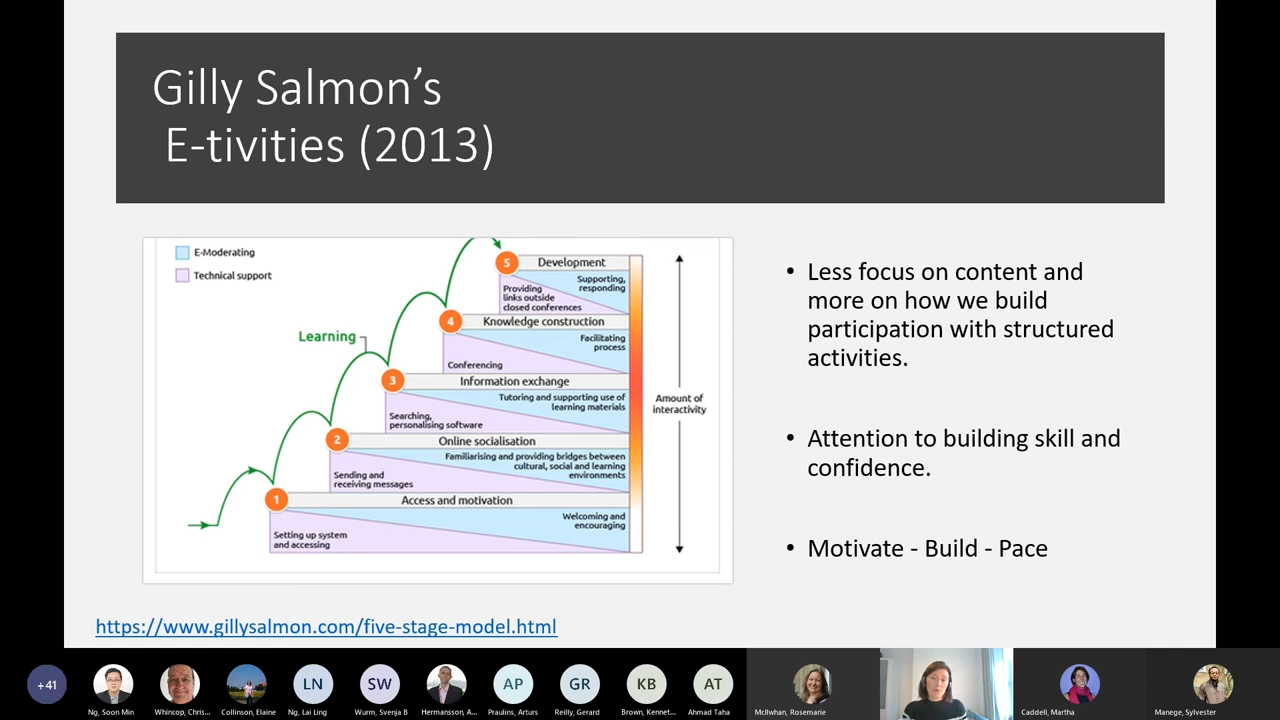 Gilly Salmon's
E-tivities (2013)
E-Moderating
Technical support
Learning
5
Development
Supporting,
responding
Providing
links outside
closed conferences
4
Knowledge construction
Facilitating
process
Conferencing
3
Information exchange
Tutoring and supporting use of
learning materials
Searching,
personalising software
2
Online socialisation
Familiarising and providing bridges between
cultural, social and learning
environments
Sending and
receiving messages
1
Access and motivation
Welcoming and
encouraging
Setting up system
and accessing
Amount of
interactivity
• Less focus on content and
more on how we build
participation with structured
activities.
• Attention to building skill and
confidence.
• Motivate - Build - Pace
https://www.gillysalmon.com/five-stage-model.html
+41
Ng, Soon Min
Whincop, Chris...
Collinson, Elaine
LN
Ng, Lai Ling
SW
Wurm, Svenja B
Hermansson, A...
AP
Praulins, Arturs
GR
Reilly, Gerard
KB
Brown, Kennet...
AT
Ahmad Taha
McIlwhan, Rosemarie
Caddell, Martha
Manege, Sylvester